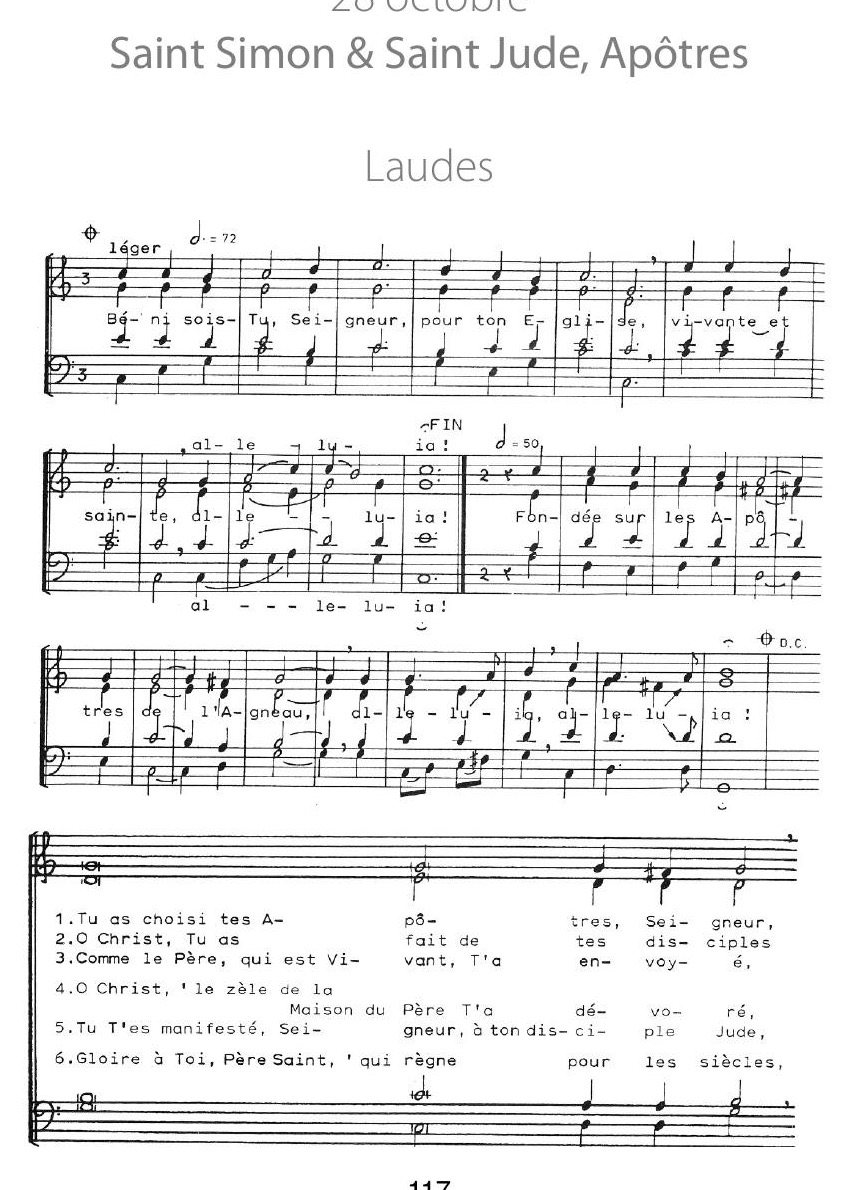 28 octobre
Saint Simon & Saint Jude, Apôtres
Laudes
léger = 72
Bé- ni sois- Tu, Sei- gneur, pour ton E- gli- se, vi-vante et
al- le - lu- ia! FIN = 50
sain- te, al- le - - lu- ia! Fon- dée sur les A- pô -
al - - - le- lu- ia!
D.C.
tres de l'A- gneau, al- le - lu - ia, al- le- lu - ia !
1.Tu as choisi tes A- pô- tres, Sei- gneur,
2.O Christ, Tu as fait de tes dis- ciples
3.Comme le Père, qui est Vi- vant, T'a en- voy- é,
4.O Christ, ' le zèle de la
Maison du Père T'a dé- vo- ré,
5.Tu T'es manifesté, Sei- gneur, à ton dis- ci- ple Jude,
6.Gloire à Toi, Père Saint, ' qui règne pour les siècles,
117